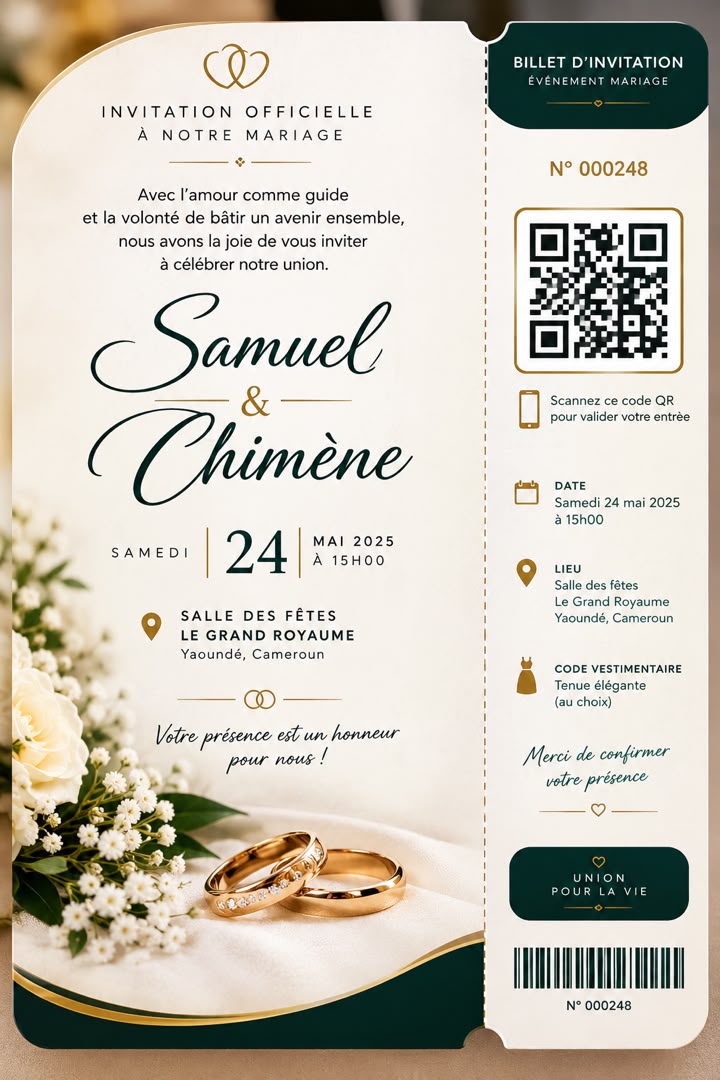 INVITATION OFFICIELLE
À NOTRE MARIAGE
Avec l'amour comme guide
et la volonté de bâtir un avenir ensemble,
nous avons la joie de vous inviter
à célébrer notre union.
Samuel
&
Chimène
SAMEDI
24
MAI 2025
À 15H00
SALLE DES FÊTES
LE GRAND ROYAUME
Yaoundé, Cameroun
Votre présence est un honneur
pour nous !
BILLET D'INVITATION
ÉVÉNEMENT MARIAGE
N° 000248
Scannez ce code QR
pour valider votre entrèe
DATE
Samedi 24 mai 2025
à 15h00
LIEU
Salle des fêtes
Le Grand Royaume
Yaoundé, Cameroun
CODE VESTIMENTAIRE
Tenue élégante
(au choix)
Merci de confirmer
votre présence
UNION
POUR LA VIE
N° 000248